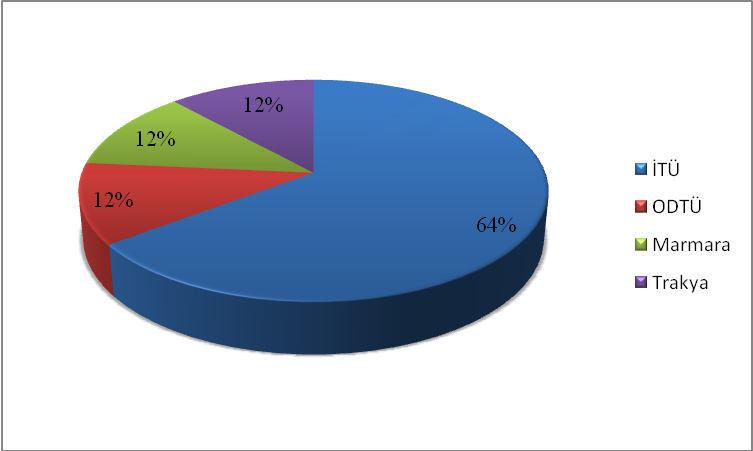 12%
12%
12%
64%
İTÜ
ODTÜ
Marmara
Trakya